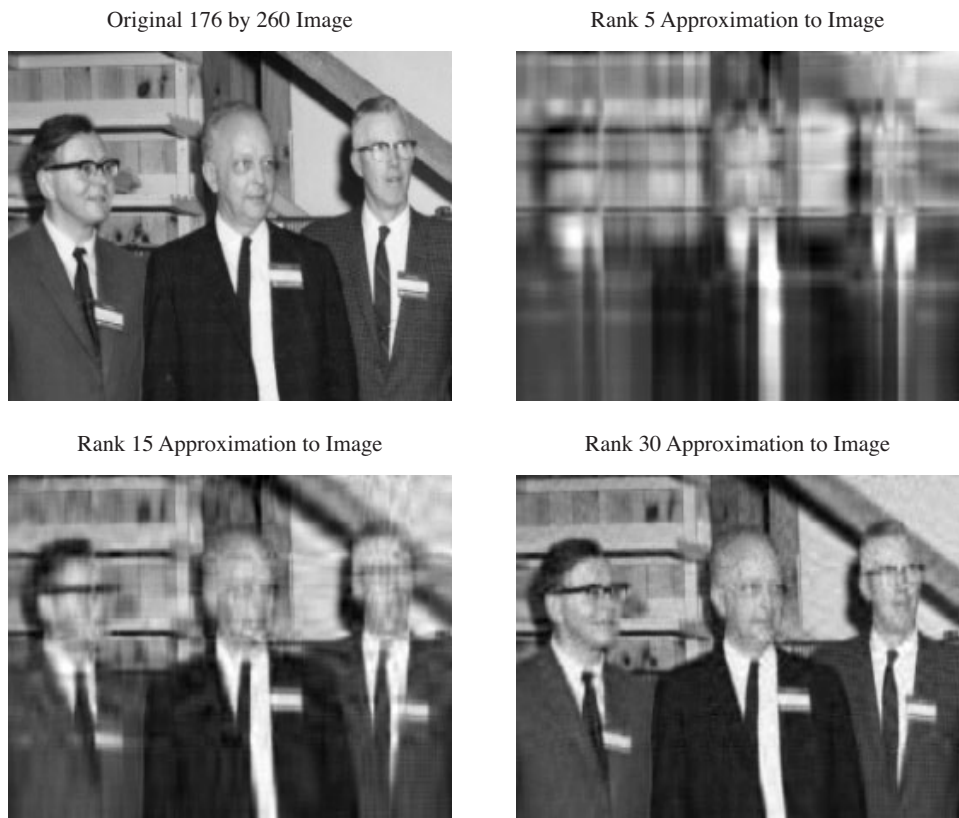 Original 176 by 260 Image
Rank 5 Approximation to Image
Rank 15 Approximation to Image
Rank 30 Approximation to Image